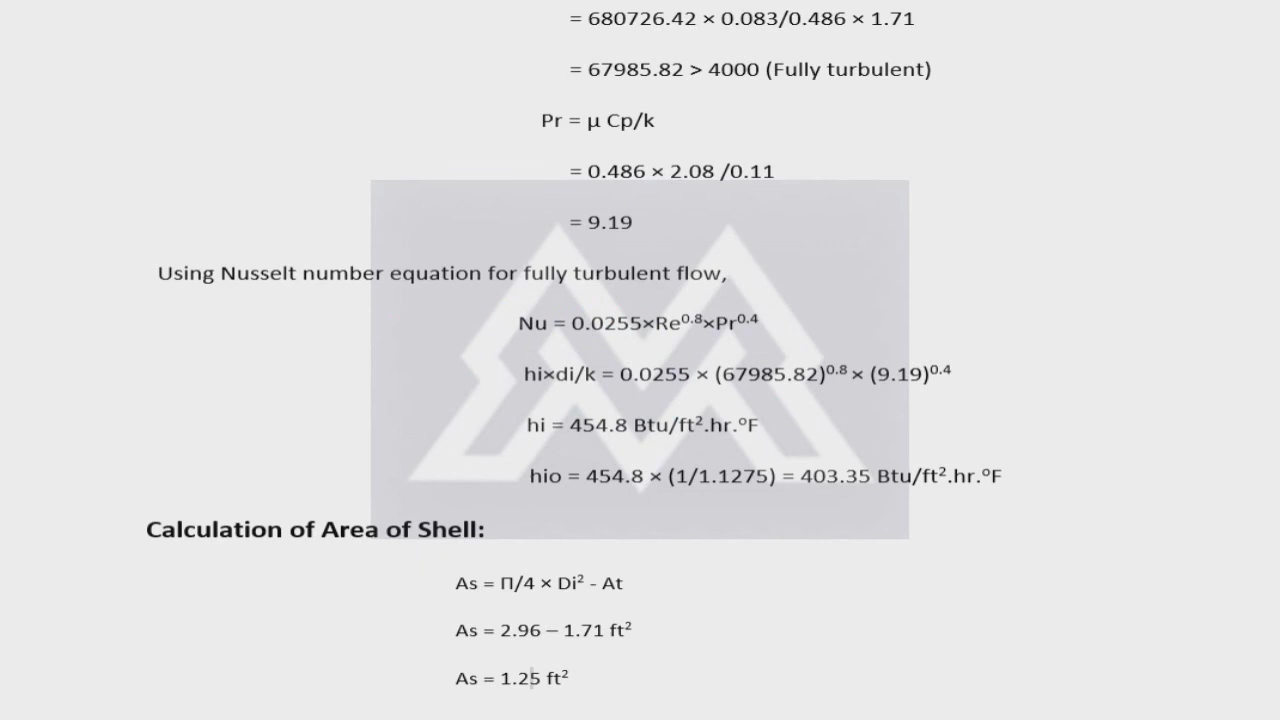 = 680726.42 × 0.083/0.486 × 1.71
= 67985.82 > 4000 (Fully turbulent)
Pr = μ Cp/k
= 0.486 × 2.08 /0.11
= 9.19
Using Nusselt number equation for fully turbulent flow,
Nu = 0.0255×Re⁰·⁸×Pr⁰·⁴
hi×di/k = 0.0255 × (67985.82)⁰·⁸ × (9.19)⁰·⁴
hi = 454.8 Btu/ft².hr.⁰F
hio = 454.8 × (1/1.1275) = 403.35 Btu/ft².hr.⁰F
Calculation of Area of Shell:
As = Π/4 × Di² - At
As = 2.96 – 1.71 ft²
As = 1.25 ft²